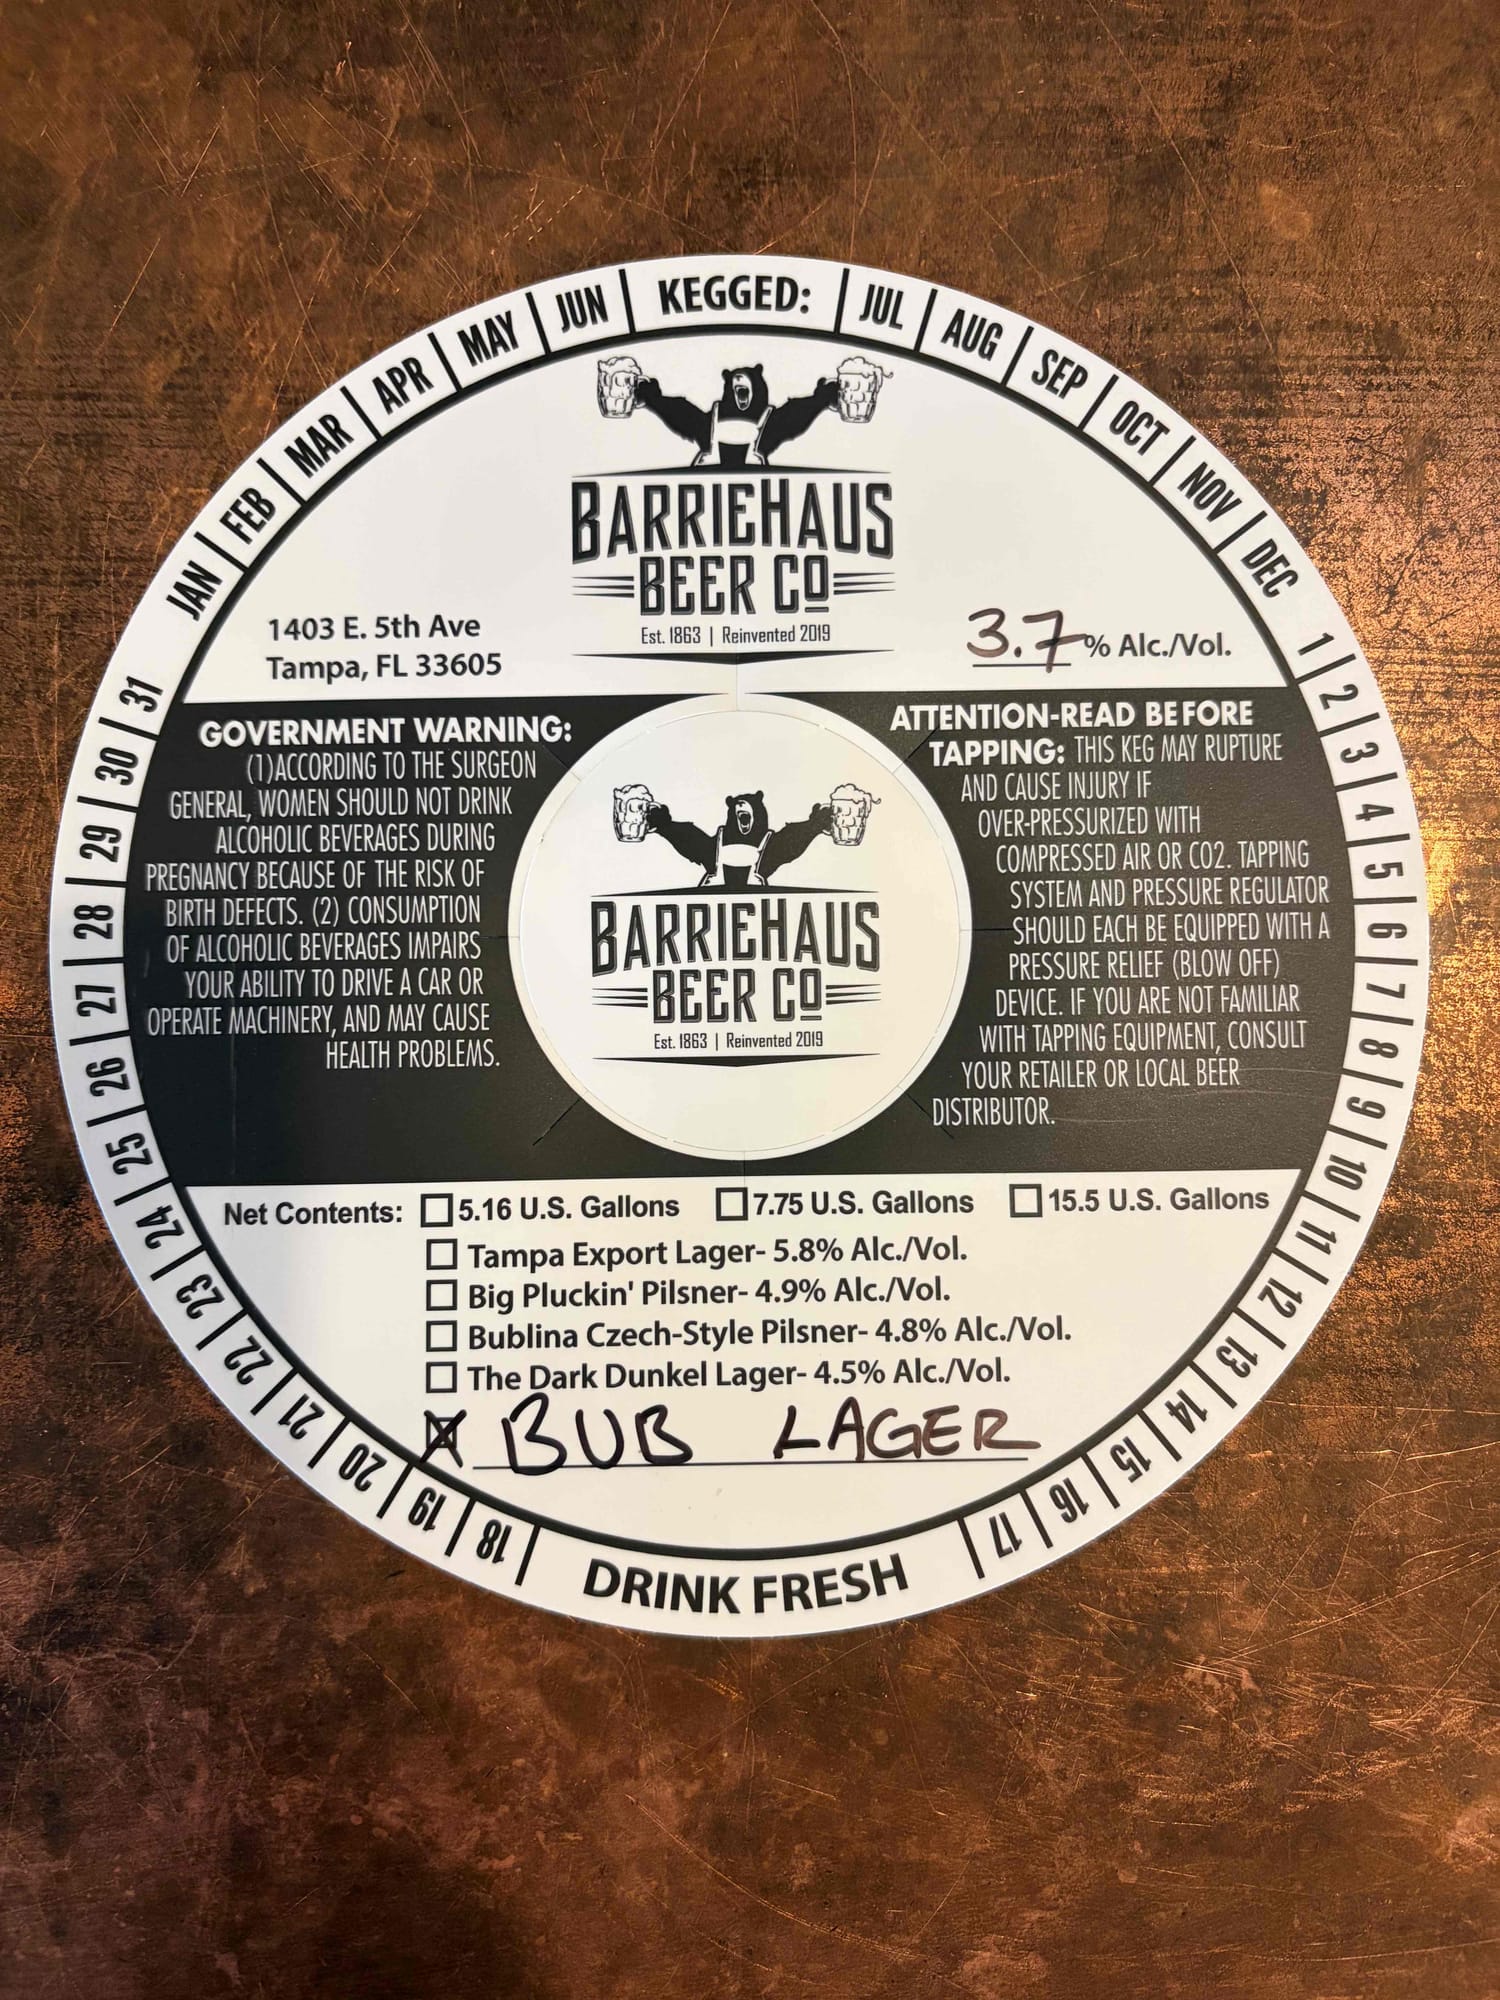 KEGGED:
JAN | FEB | MAR | APR | MAY | JUN
JUL | AUG | SEP | OCT | NOV | DEC
BARRIEHAUS
BEER CO
Est. 1863 | Reinvented 2019
1403 E. 5th Ave
Tampa, FL 33605
3.7% Alc./Vol.
GOVERNMENT WARNING:
(1)ACCORDING TO THE SURGEON
GENERAL, WOMEN SHOULD NOT DRINK
ALCOHOLIC BEVERAGES DURING
PREGNANCY BECAUSE OF THE RISK OF
BIRTH DEFECTS. (2) CONSUMPTION
OF ALCOHOLIC BEVERAGES IMPAIRS
YOUR ABILITY TO DRIVE A CAR OR
OPERATE MACHINERY, AND MAY CAUSE
HEALTH PROBLEMS.
BARRIEHAUS
BEER CO
Est. 1863 | Reinvented 2019
ATTENTION-READ BEFORE
TAPPING: THIS KEG MAY RUPTURE
AND CAUSE INJURY IF
OVER-PRESSURIZED WITH
COMPRESSED AIR OR CO2. TAPPING
SYSTEM AND PRESSURE REGULATOR
SHOULD EACH BE EQUIPPED WITH A
PRESSURE RELIEF (BLOW OFF)
DEVICE. IF YOU ARE NOT FAMILIAR
WITH TAPPING EQUIPMENT, CONSULT
YOUR RETAILER OR LOCAL BEER
DISTRIBUTOR.
Net Contents: 5.16 U.S. Gallons 7.75 U.S. Gallons 15.5 U.S. Gallons
Tampa Export Lager- 5.8% Alc./Vol.
Big Pluckin' Pilsner- 4.9% Alc./Vol.
Bublina Czech-Style Pilsner- 4.8% Alc./Vol.
The Dark Dunkel Lager- 4.5% Alc./Vol.
BUB LAGER
1 | 2 | 3 | 4 | 5 | 6 | 7 | 8 | 9 | 10 | 11 | 12 | 13 | 14 | 15 | 16 | 17
DRINK FRESH
18 | 19 | 20 | 21 | 22 | 23 | 24 | 25 | 26 | 27 | 28 | 29 | 30 | 31